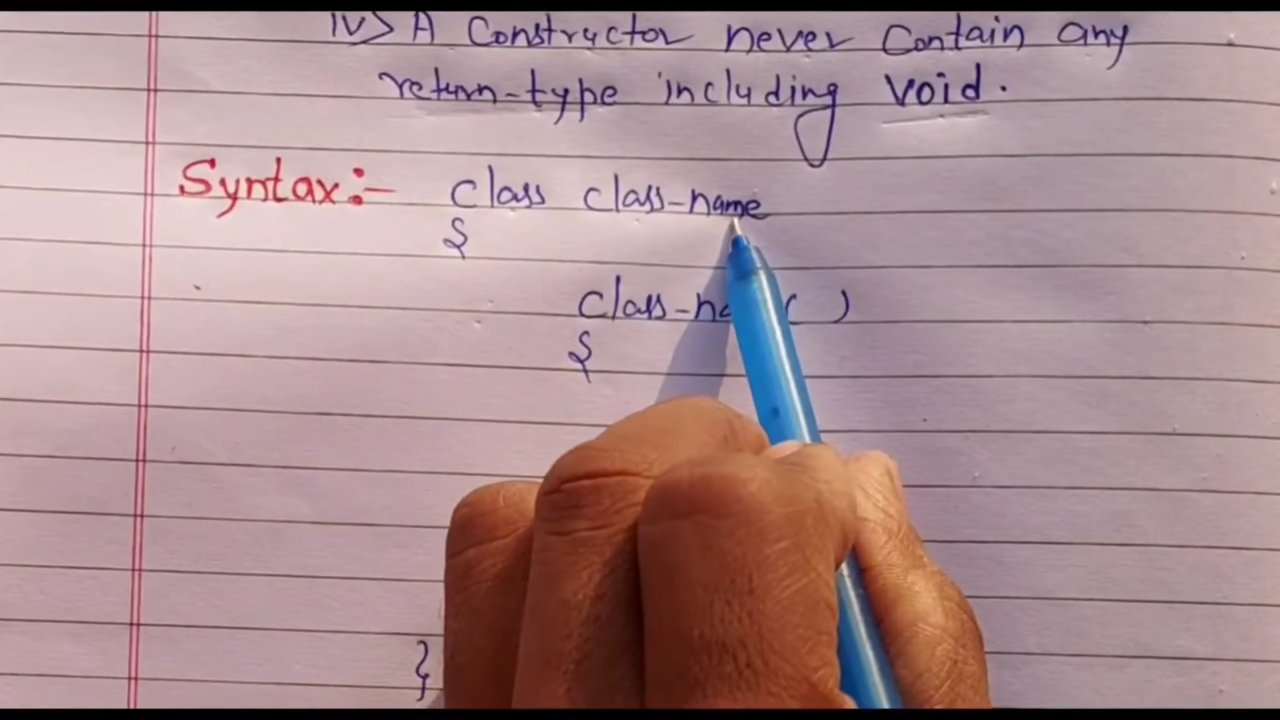 iv> A Constructor never Contain any
return-type including void.
Syntax:- class class-name
{
Class-na ( )
{
}